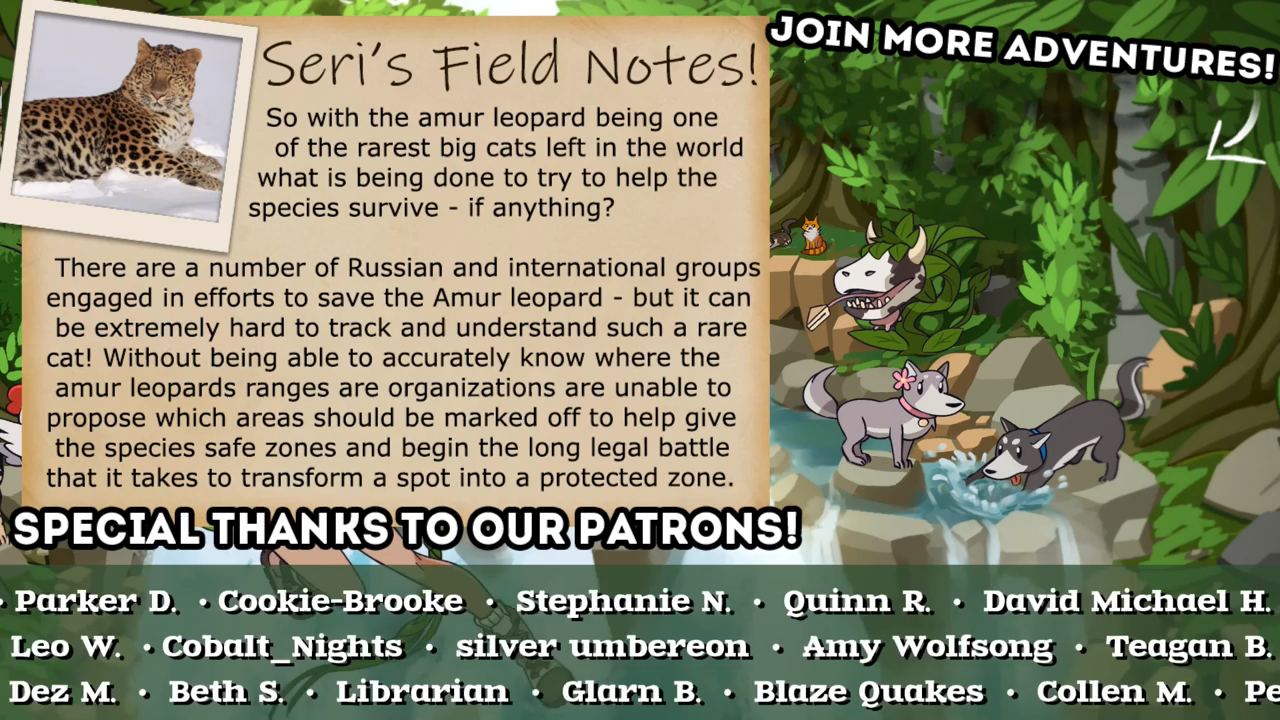 Seri's Field Notes!
JOIN MORE ADVENTURES!
So with the amur leopard being one
of the rarest big cats left in the world
what is being done to try to help the
species survive - if anything?
There are a number of Russian and international groups
engaged in efforts to save the Amur leopard - but it can
be extremely hard to track and understand such a rare
cat! Without being able to accurately know where the
amur leopards ranges are organizations are unable to
propose which areas should be marked off to help give
the species safe zones and begin the long legal battle
that it takes to transform a spot into a protected zone.
SPECIAL THANKS TO OUR PATRONS!
· Parker D. · Cookie-Brooke · Stephanie N. · Quinn R. · David Michael H.
Leo W. · Cobalt_Nights · silver umbereon · Amy Wolfsong · Teagan B.
Dez M. · Beth S. · Librarian · Glarn B. · Blaze Quakes · Collen M. ·